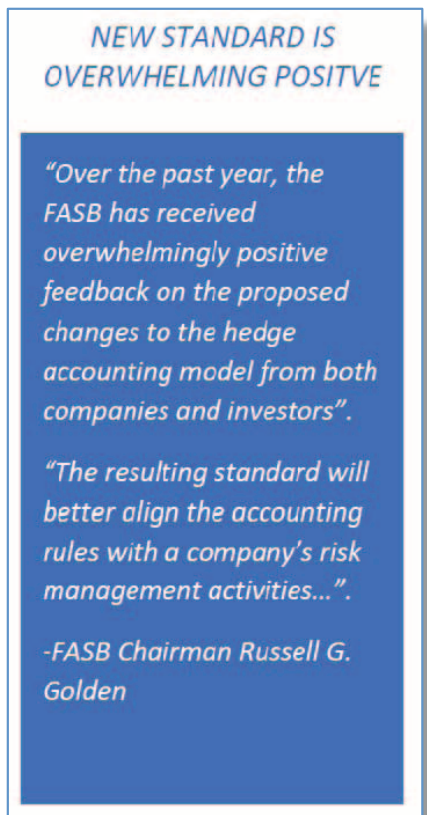 NEW STANDARD IS
OVERWHELMING POSITVE
“Over the past year, the
FASB has received
overwhelmingly positive
feedback on the proposed
changes to the hedge
accounting model from both
companies and investors”.
“The resulting standard will
better align the accounting
rules with a company’s risk
management activities…”.
-FASB Chairman Russell G.
Golden